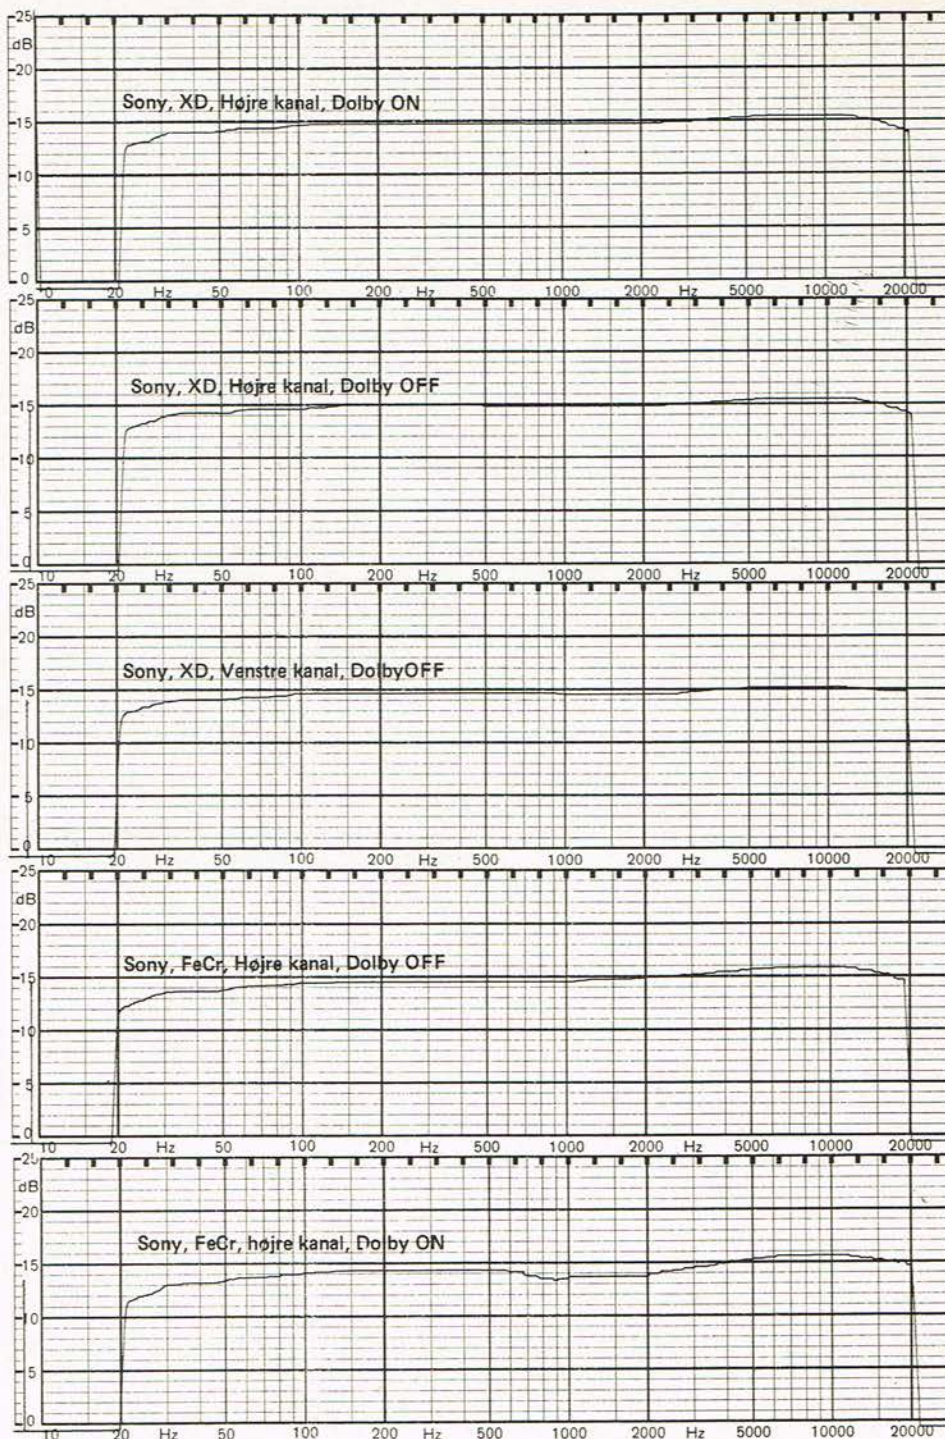 25
dB
20
Sony, XD, Højre kanal, Dolby ON
15
10
5
0
10 20 Hz 50 100 200 Hz 500 1000 2000 Hz 5000 10000 20000
25
dB
20
Sony, XD, Højre kanal, Dolby OFF
15
10
5
0
10 20 Hz 50 100 200 Hz 500 1000 2000 Hz 5000 10000 20000
25
dB
20
Sony, XD, Venstre kanal, DolbyOFF
15
10
5
0
10 20 Hz 50 100 200 Hz 500 1000 2000 Hz 5000 10000 20000
25
dB
20
Sony, FeCr, Højre kanal, Dolby OFF
15
10
5
0
10 20 Hz 50 100 200 Hz 500 1000 2000 Hz 5000 10000 20000
25
dB
20
Sony, FeCr, højre kanal, Dolby ON
15
10
5
0
10 20 Hz 50 100 200 Hz 500 1000 2000 Hz 5000 10000 20000